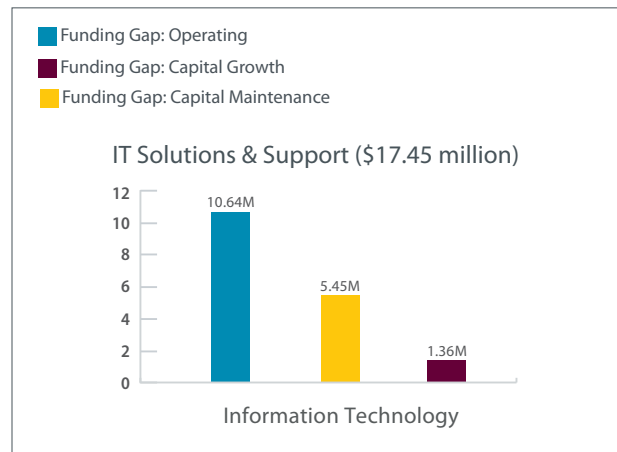 Funding Gap: Operating
Funding Gap: Capital Growth
Funding Gap: Capital Maintenance
IT Solutions & Support ($17.45 million)
12
10.64M
10
8
6
5.45M
4
2
1.36M
0
Information Technology